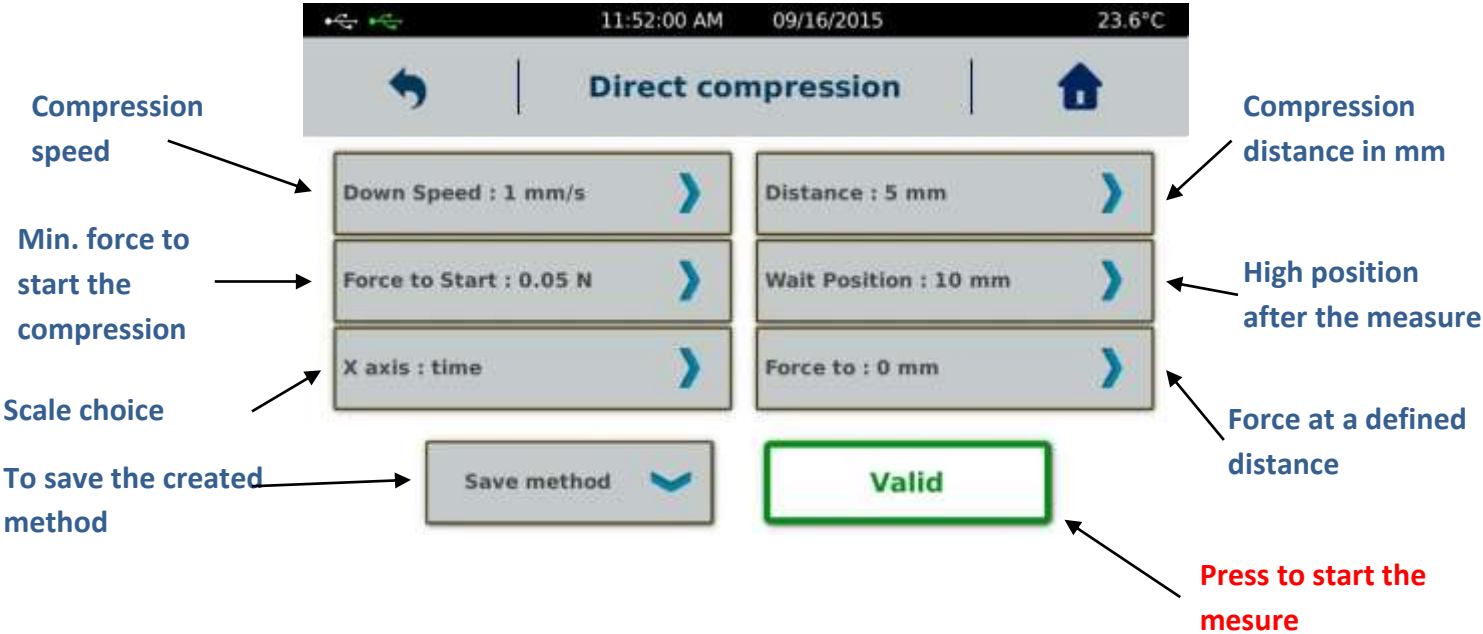 11:52:00 AM 09/16/2015 23.6°C
Direct compression
Compression
speed
Compression
distance in mm
Down Speed : 1 mm/s
Distance : 5 mm
Min. force to
start the
compression
Force to Start : 0.05 N
Wait Position : 10 mm
High position
after the measure
X axis : time
Force to : 0 mm
Scale choice
Force at a defined
distance
To save the created
method
Save method
Valid
Press to start the
mesure